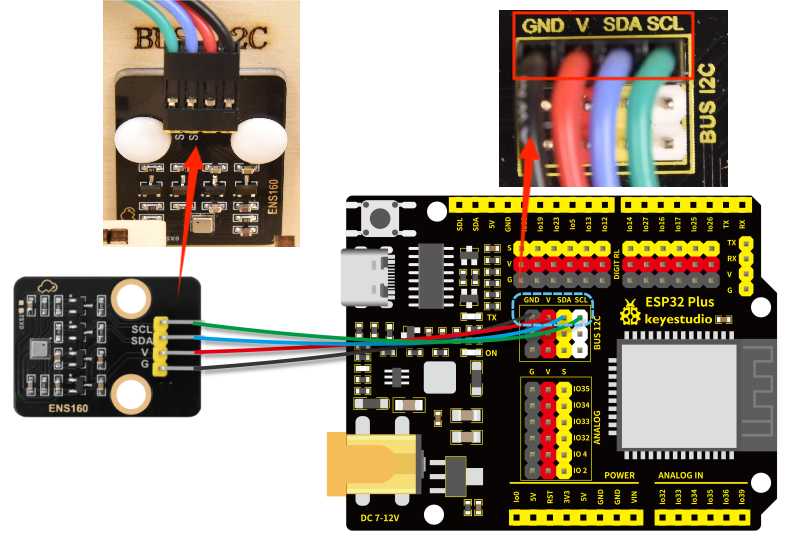 BUS I2C
S
S
ENS160
GND V SDA SCL
BUS I2C
SCL
SDA
V
G
0X52
ENS160
SDL
SDA
5V
GND
Io19
Io23
Io5
Io13
Io12
Io14
Io27
Io16
Io17
Io25
Io26
TX
RX
S
V
G
DIGIT RL
TX
RX
V
G
GND V SDA SCL
BUS I2C
ESP32 Plus
keyestudio
TX
ON
G V S
IO35
IO34
IO33
IO32
IO 4
IO 2
ANALOG
POWER
ANALOG IN
Io0
5V
RST
3V3
5V
GND
GND
VIN
Io32
Io33
Io34
Io35
Io36
Io39
DC 7-12V